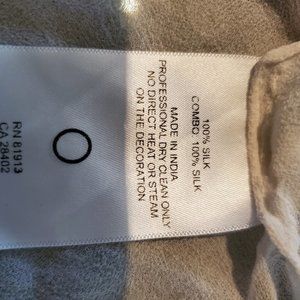 100% SILK
COMBO: 100% SILK
MADE IN INDIA
PROFESSIONAL DRY CLEAN ONLY
NO DIRECT HEAT OR STEAM
ON THE DECORATION
RN 81913
CA 28402